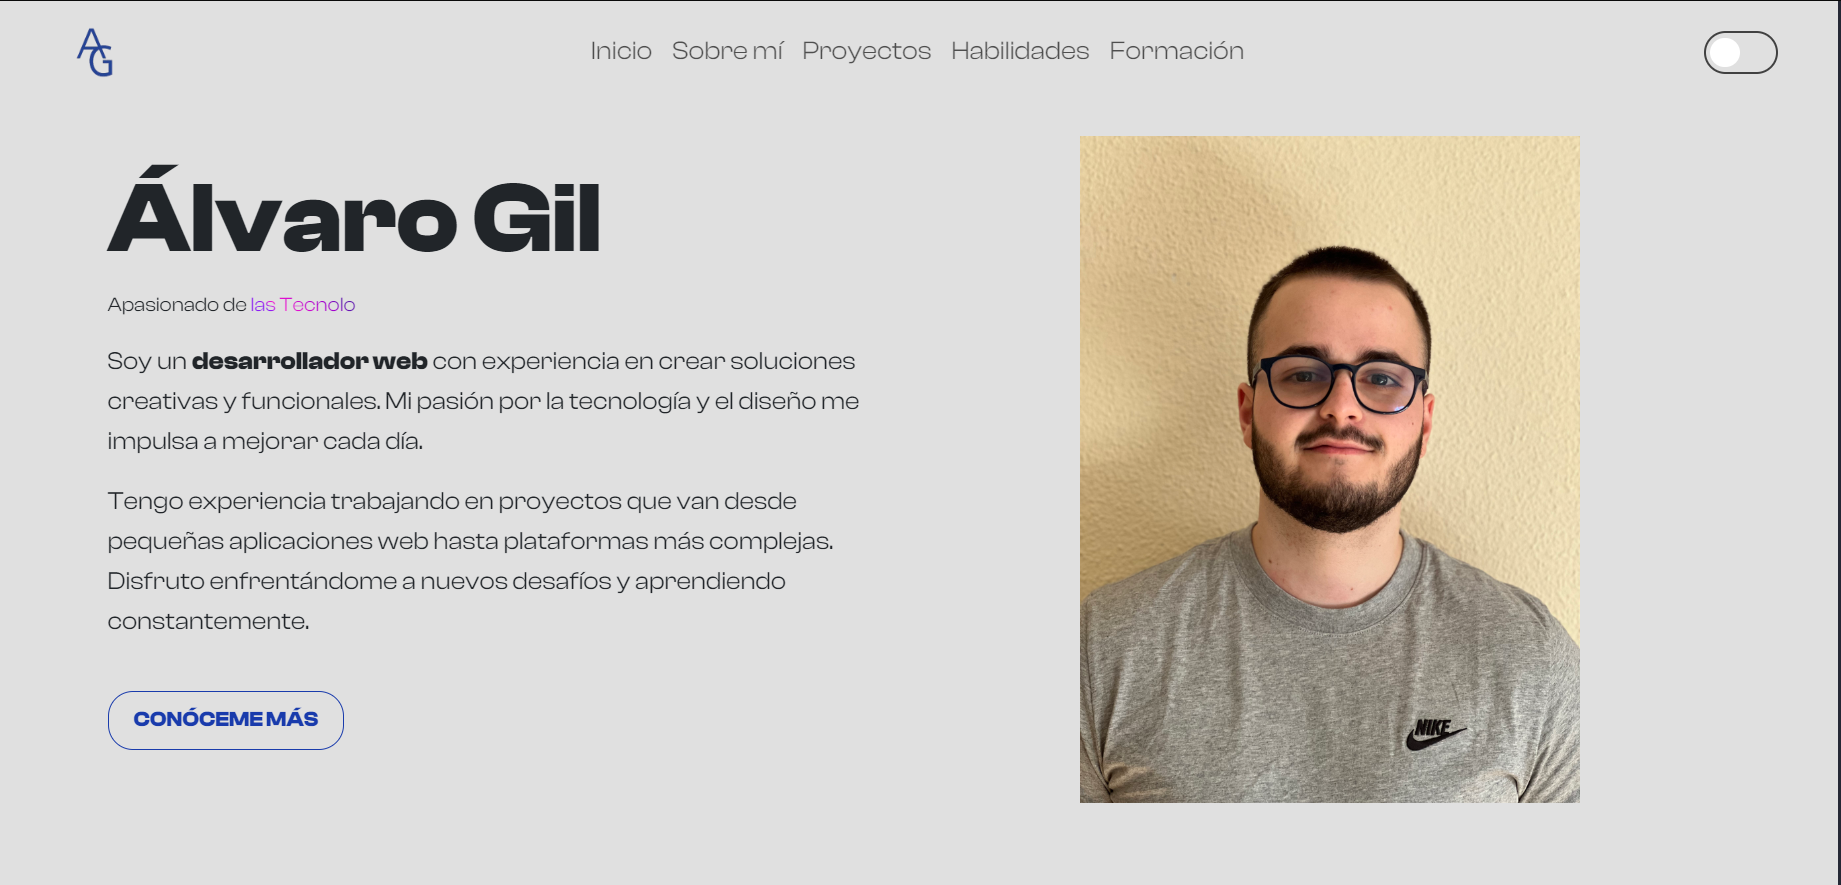 AG
Inicio Sobre mí Proyectos Habilidades Formación
Álvaro Gil
Apasionado de las Tecnolo
Soy un desarrollador web con experiencia en crear soluciones
creativas y funcionales. Mi pasión por la tecnología y el diseño me
impulsa a mejorar cada día.
Tengo experiencia trabajando en proyectos que van desde
pequeñas aplicaciones web hasta plataformas más complejas.
Disfruto enfrentándome a nuevos desafíos y aprendiendo
constantemente.
CONÓCEME MÁS
NIKE